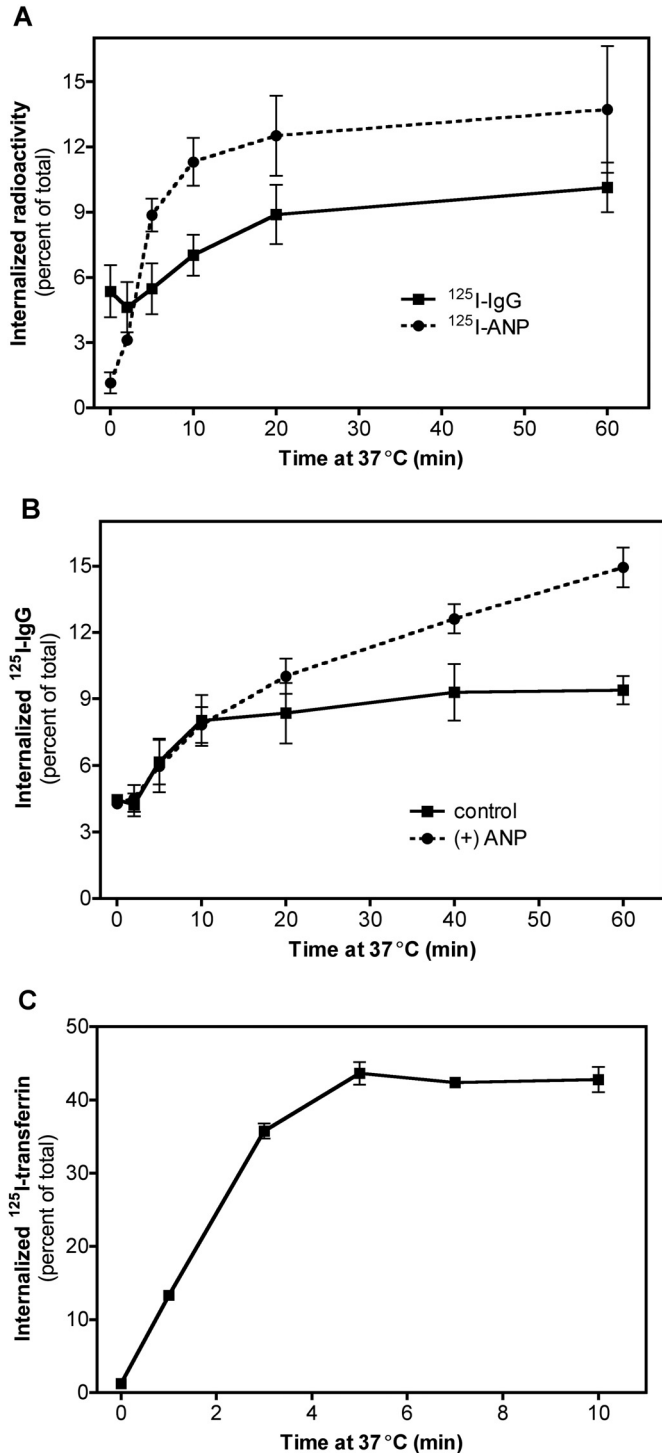 A
Internalized radioactivity
(percent of total)
15
12
9
6
3
0
¹²⁵I-IgG
¹²⁵I-ANP
0 10 20 30 40 50 60
Time at 37 °C (min)
B
Internalized ¹²⁵I-IgG
(percent of total)
15
12
9
6
3
0
control
(+) ANP
0 10 20 30 40 50 60
Time at 37 °C (min)
C
Internalized ¹²⁵I-transferrin
(percent of total)
50
40
30
20
10
0
0 2 4 6 8 10
Time at 37 °C (min)